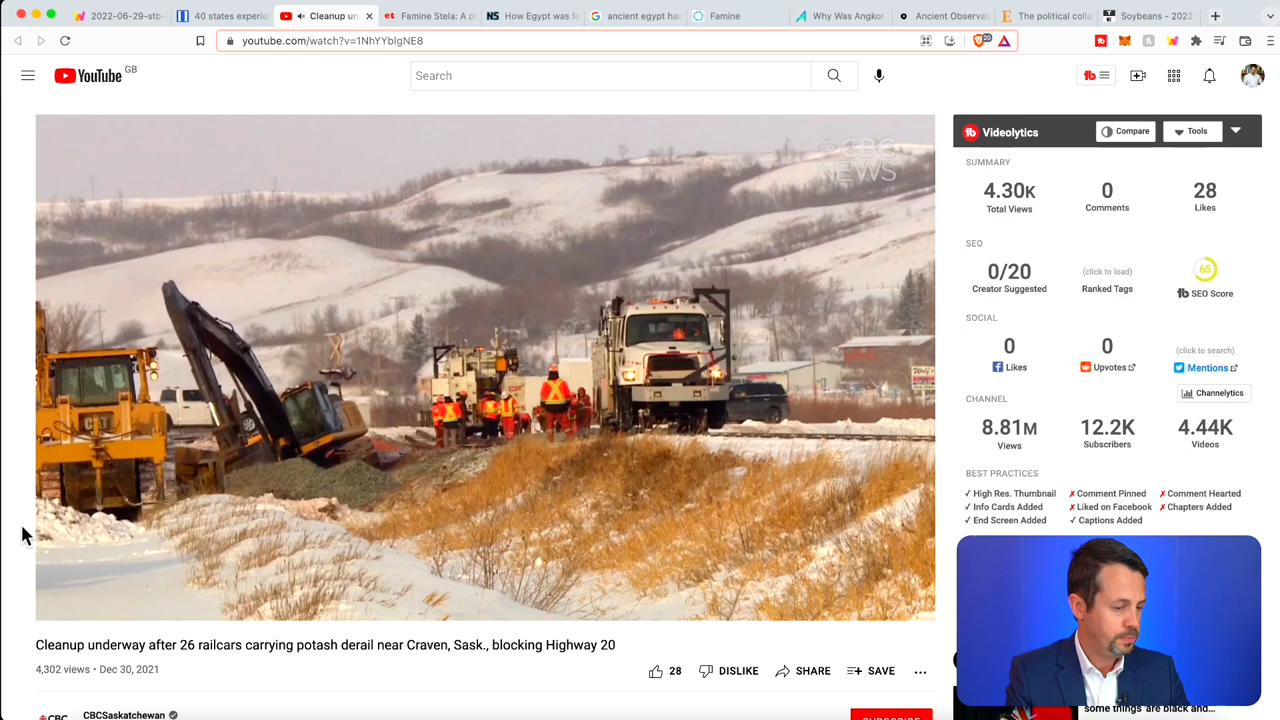 2022-06-29-stb-
40 states experie
Cleanup un
Famine Stela: A p
How Egypt was fo
ancient egypt hau
Famine
Why Was Angkor
Ancient Observat
The political colla
Soybeans - 2022
youtube.com/watch?v=1NhYYblgNE8
20
YouTube GB
Search
CBC
NEWS
Videolytics
Compare
Tools
SUMMARY
4.30K 0 28
Total Views Comments Likes
SEO
0/20 (click to load) 65
Creator Suggested Ranked Tags SEO Score
SOCIAL
0 0 (click to search)
Likes Upvotes Mentions
Channelytics
CHANNEL
8.81M 12.2K 4.44K
Views Subscribers Videos
BEST PRACTICES
✓ High Res. Thumbnail ✗ Comment Pinned ✗ Comment Hearted
✓ Info Cards Added ✗ Liked on Facebook ✗ Chapters Added
✓ End Screen Added ✓ Captions Added
Cleanup underway after 26 railcars carrying potash derail near Craven, Sask., blocking Highway 20
4,302 views • Dec 30, 2021
28 DISLIKE SHARE SAVE
CBC CBCSaskatchewan
SUBSCRIBE
some things' are black and...